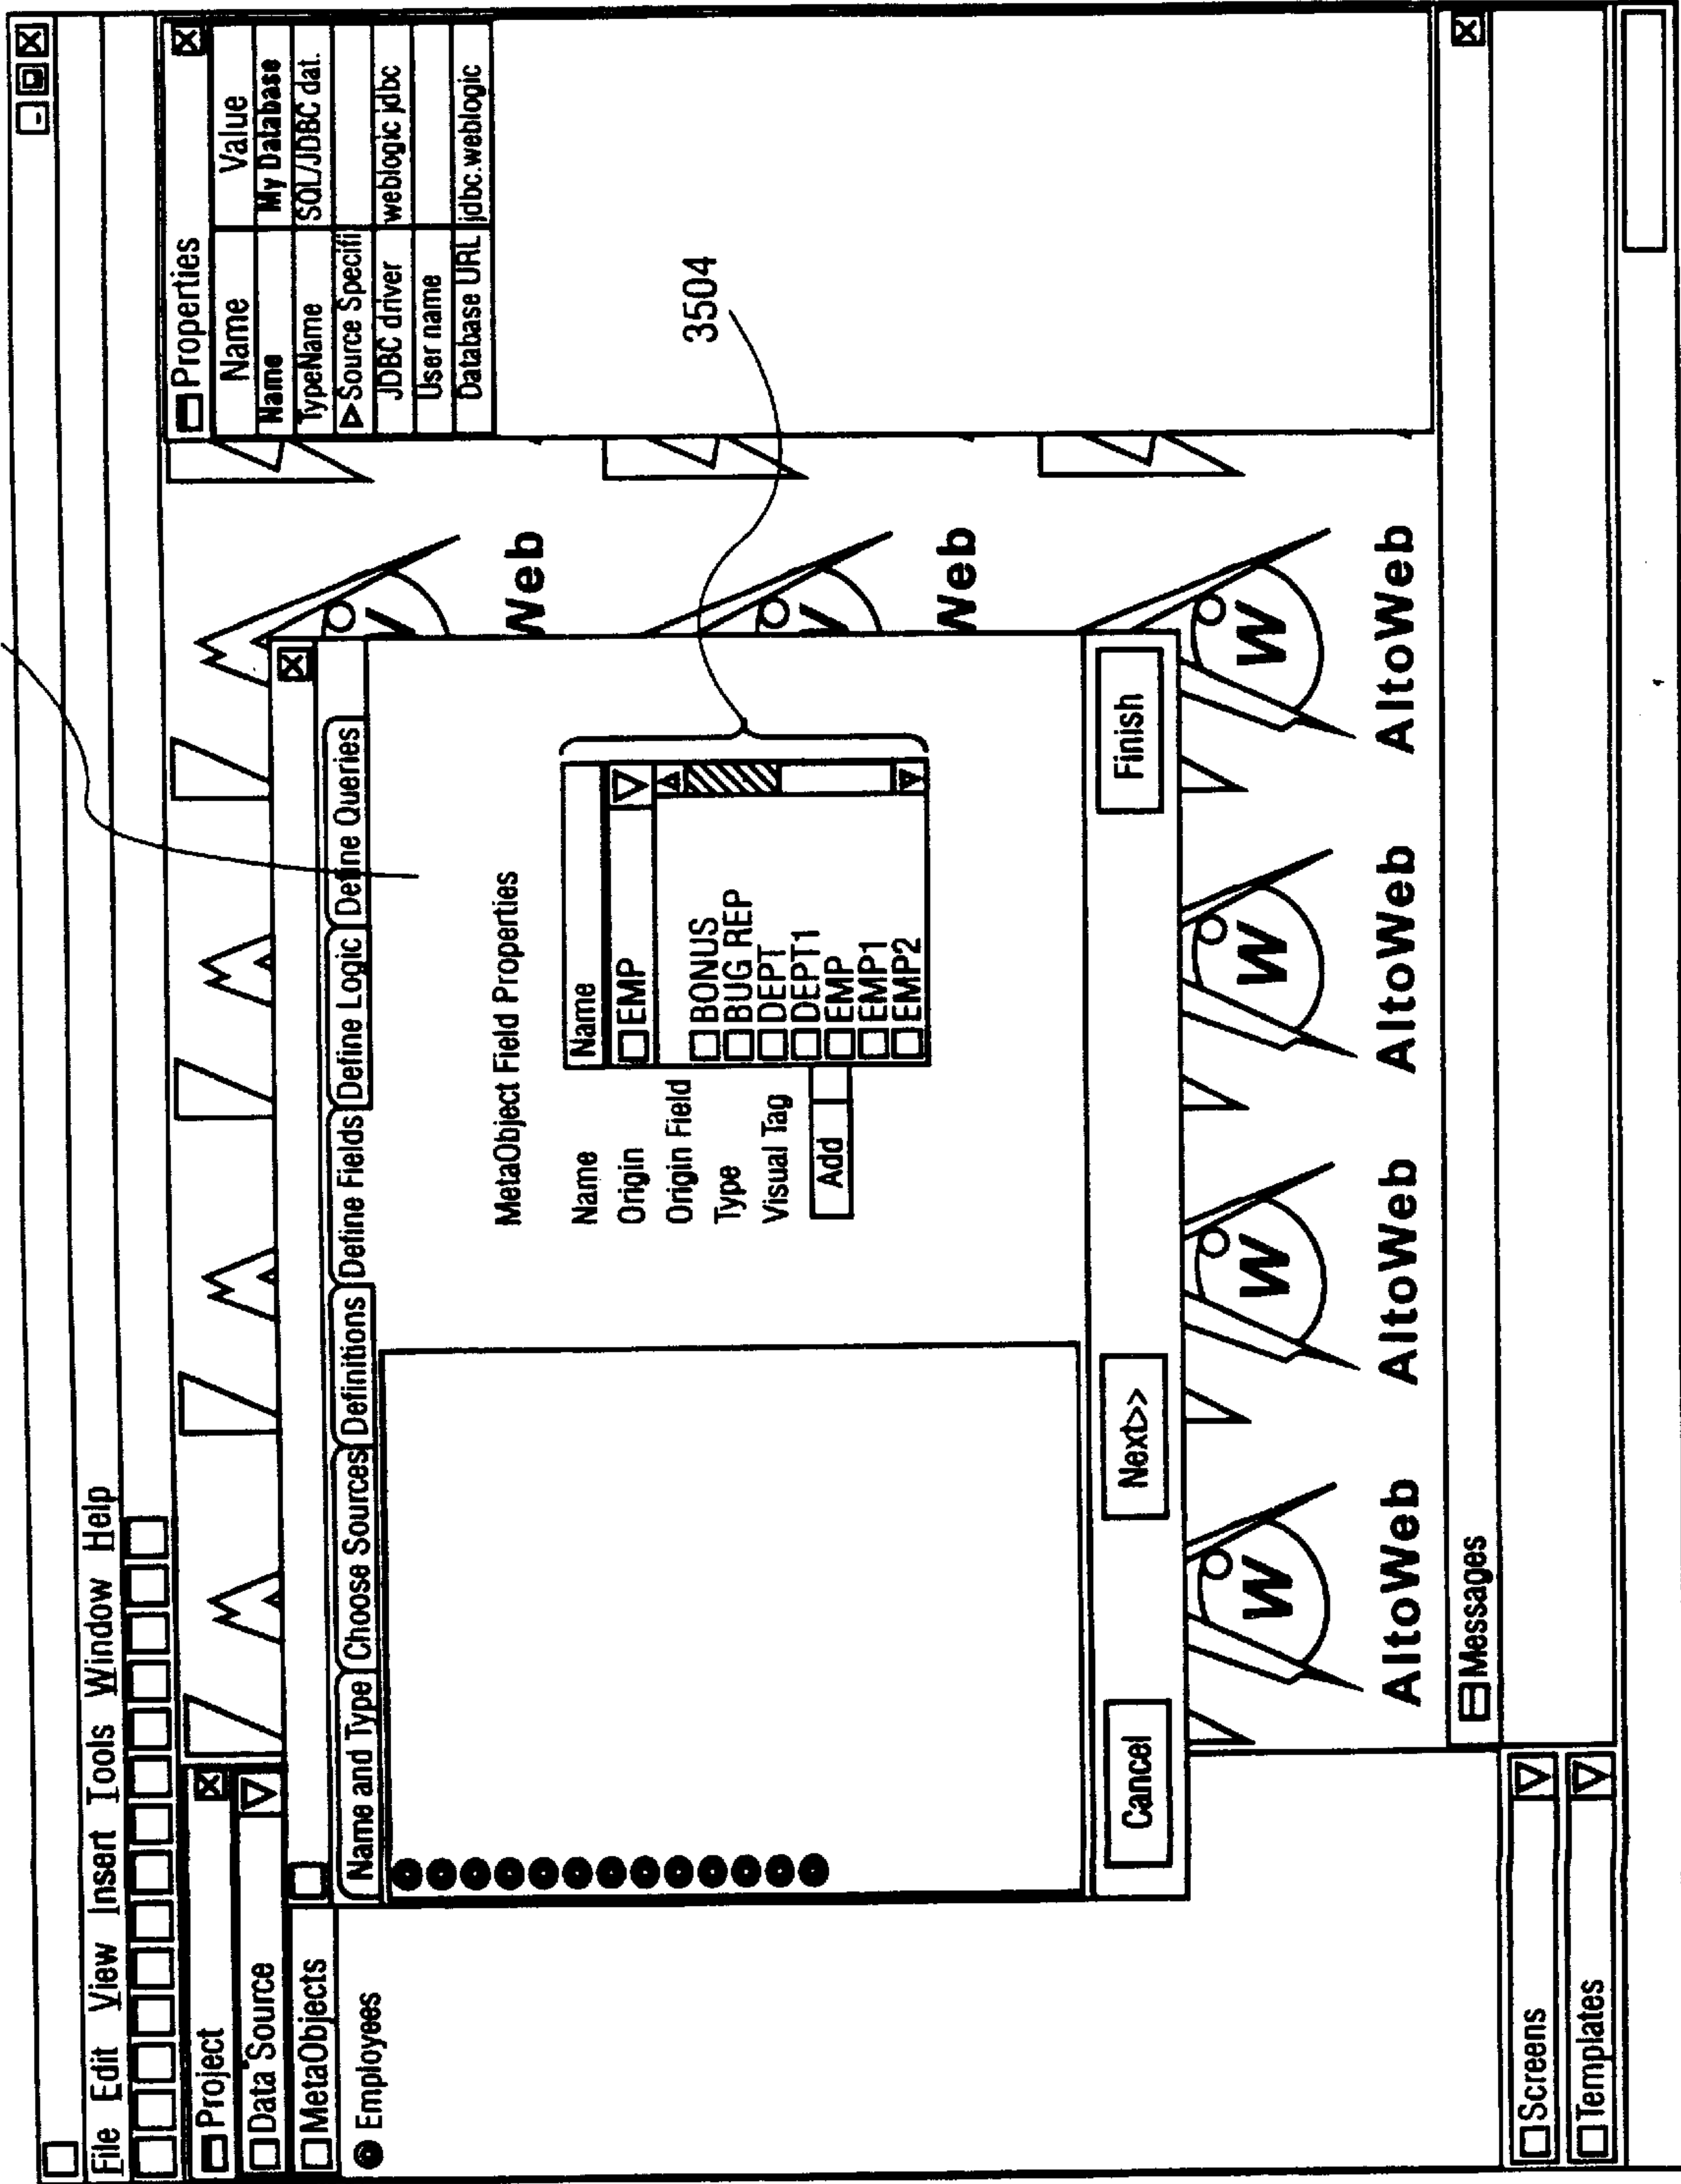 File Edit View Insert Tools Window Help
Project
Data Source
MetaObjects
Employees
Screens
Templates
Name and Type Choose Sources Definitions Define Fields Define Logic Define Queries
MetaObject Field Properties
Name
Origin
Origin Field
Type
Visual Tag
Add
Name
EMP
BONUS
BUG REP
DEPT
DEPT1
EMP
EMP1
EMP2
Cancel Next>> Finish
3504
Properties
Name Value
Name My Database
TypeName SQL/JDBC dat.
Source Specifi
JDBC driver weblogic jdbc
User name
Database URL jdbc.weblogic
Web
Web
W W W W
AltoWeb AltoWeb AltoWeb AltoWeb
Messages